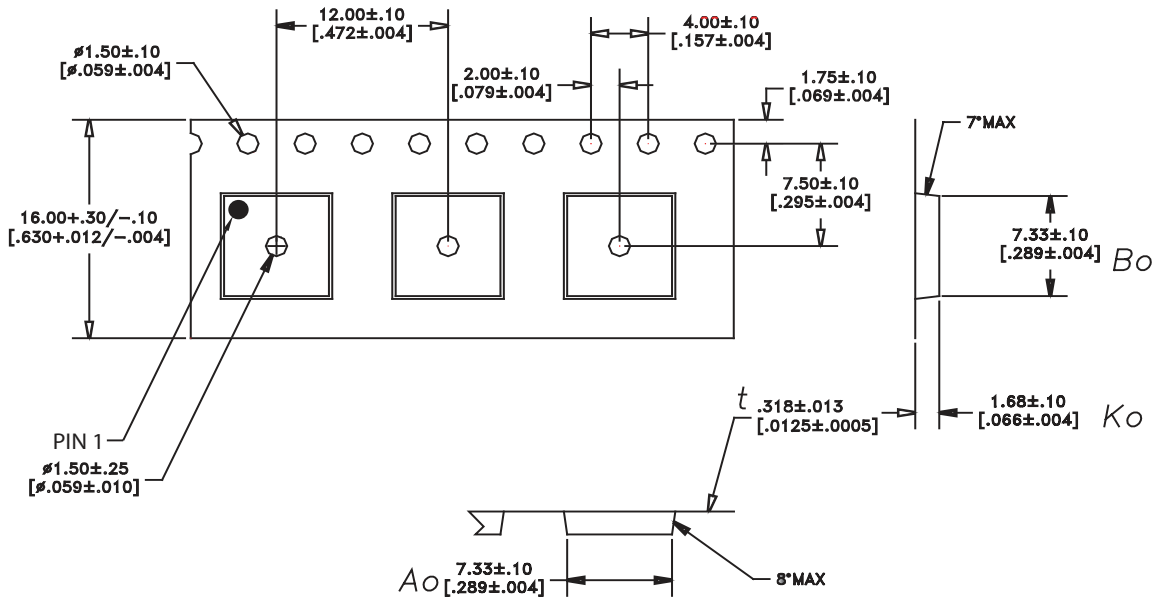 12.00±.10
[.472±.004]
4.00±.10
[.157±.004]
ø1.50±.10
[ø.059±.004]
2.00±.10
[.079±.004]
1.75±.10
[.069±.004]
7°MAX
7.50±.10
[.295±.004]
16.00+.30/−.10
[.630+.012/−.004]
7.33±.10
[.289±.004]
Bo
t
.318±.013
[.0125±.0005]
1.68±.10
[.066±.004]
Ko
PIN 1
ø1.50±.25
[ø.059±.010]
Ao
7.33±.10
[.289±.004]
8°MAX